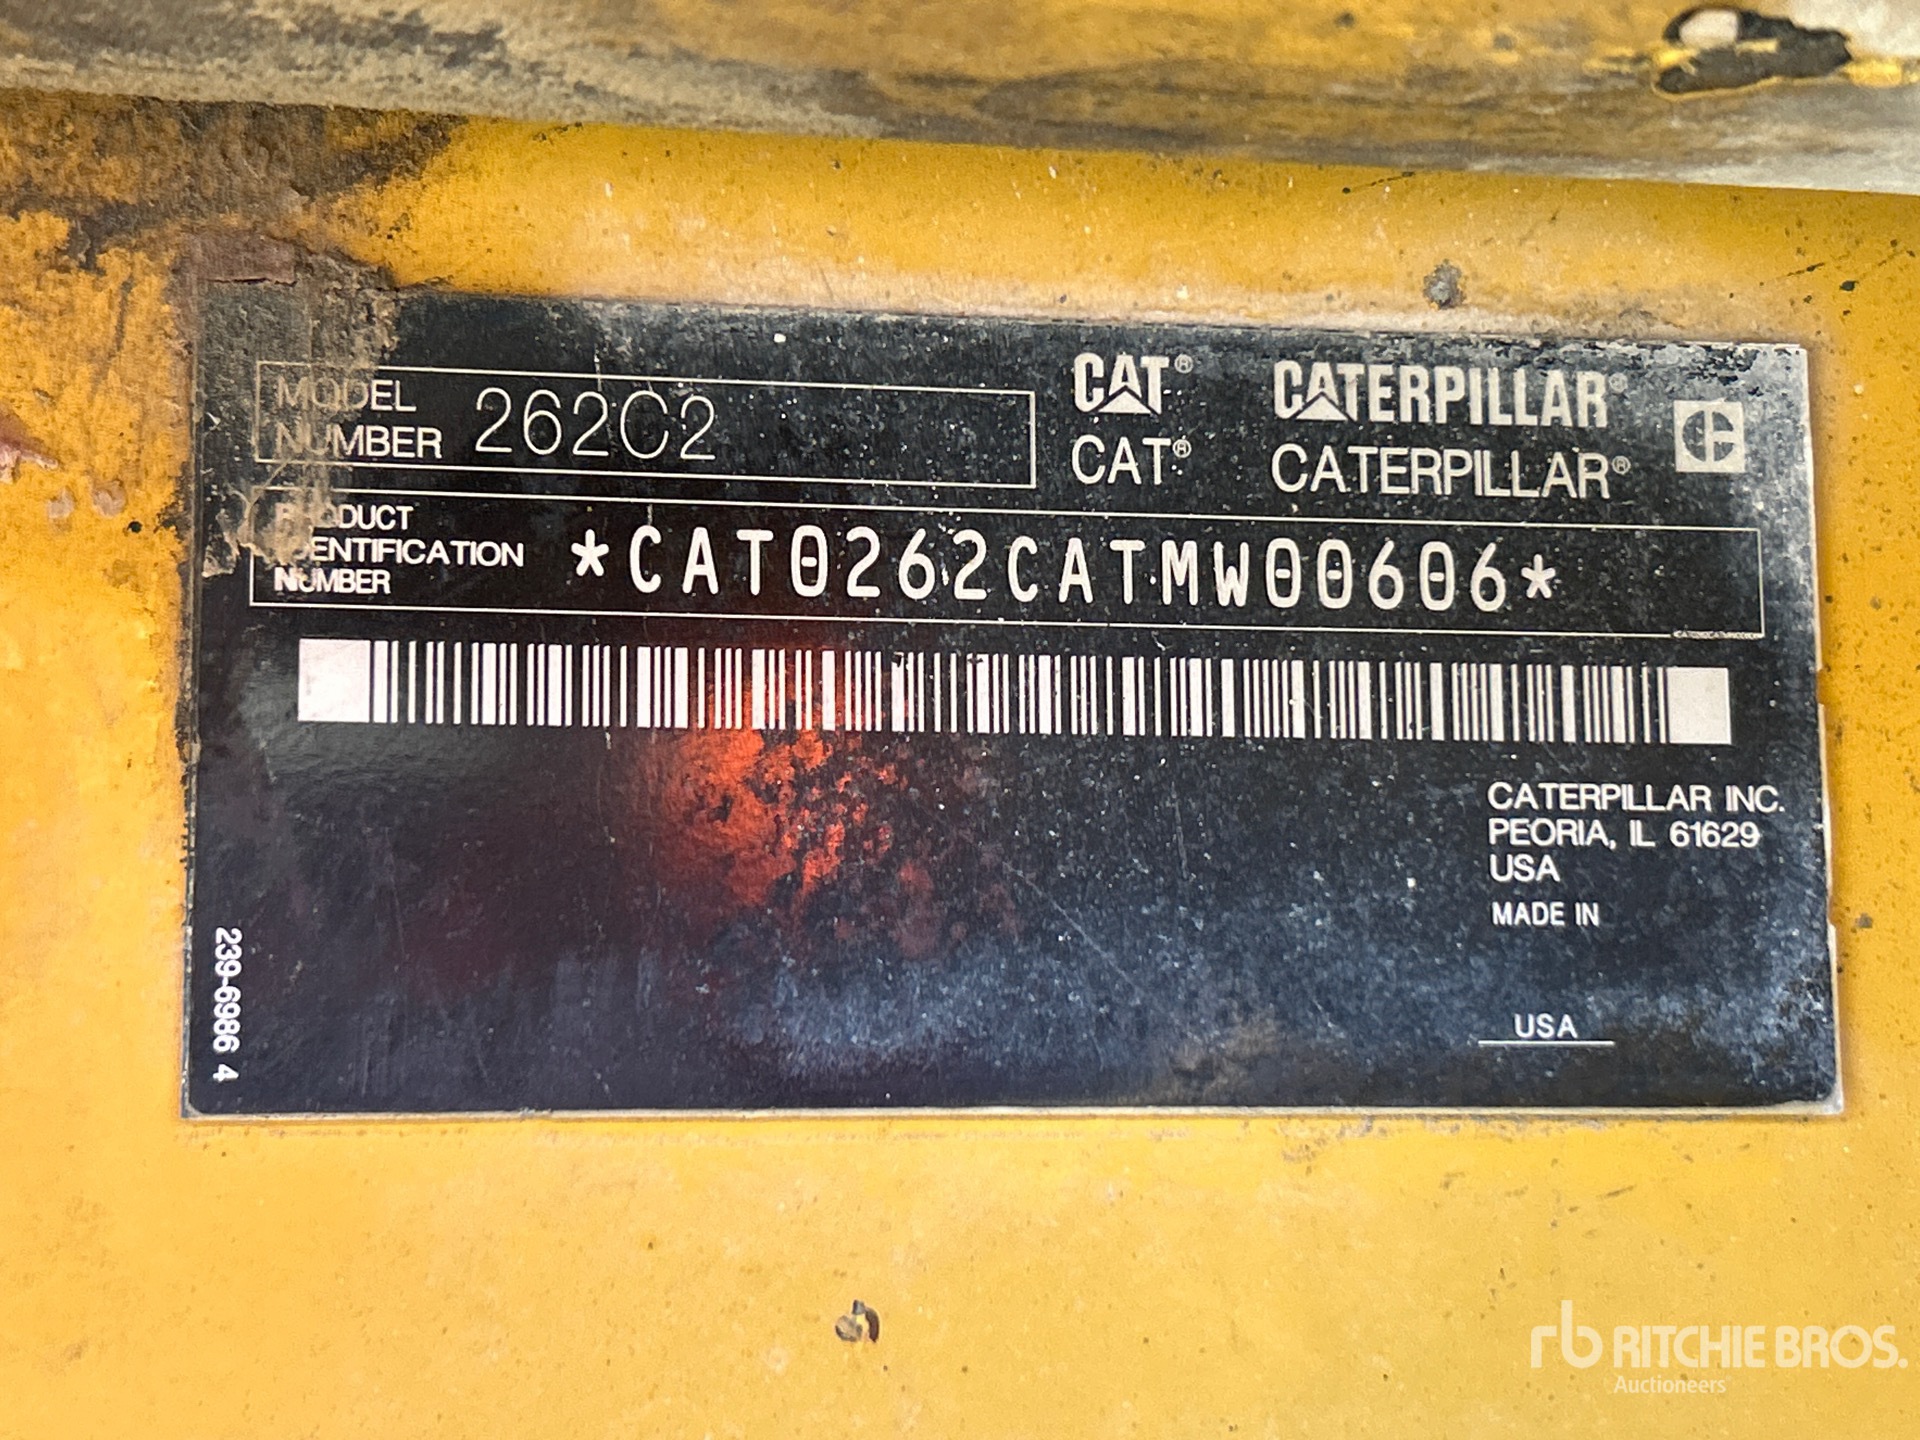 MODEL
NUMBER 262C2
CAT® CATERPILLAR®
CAT® CATERPILLAR®
PRODUCT
IDENTIFICATION
NUMBER
*CAT0262CATMW00606*
CATERPILLAR INC.
PEORIA, IL 61629
USA
MADE IN
USA
239-6986 4
rb RITCHIE BROS.
Auctioneers